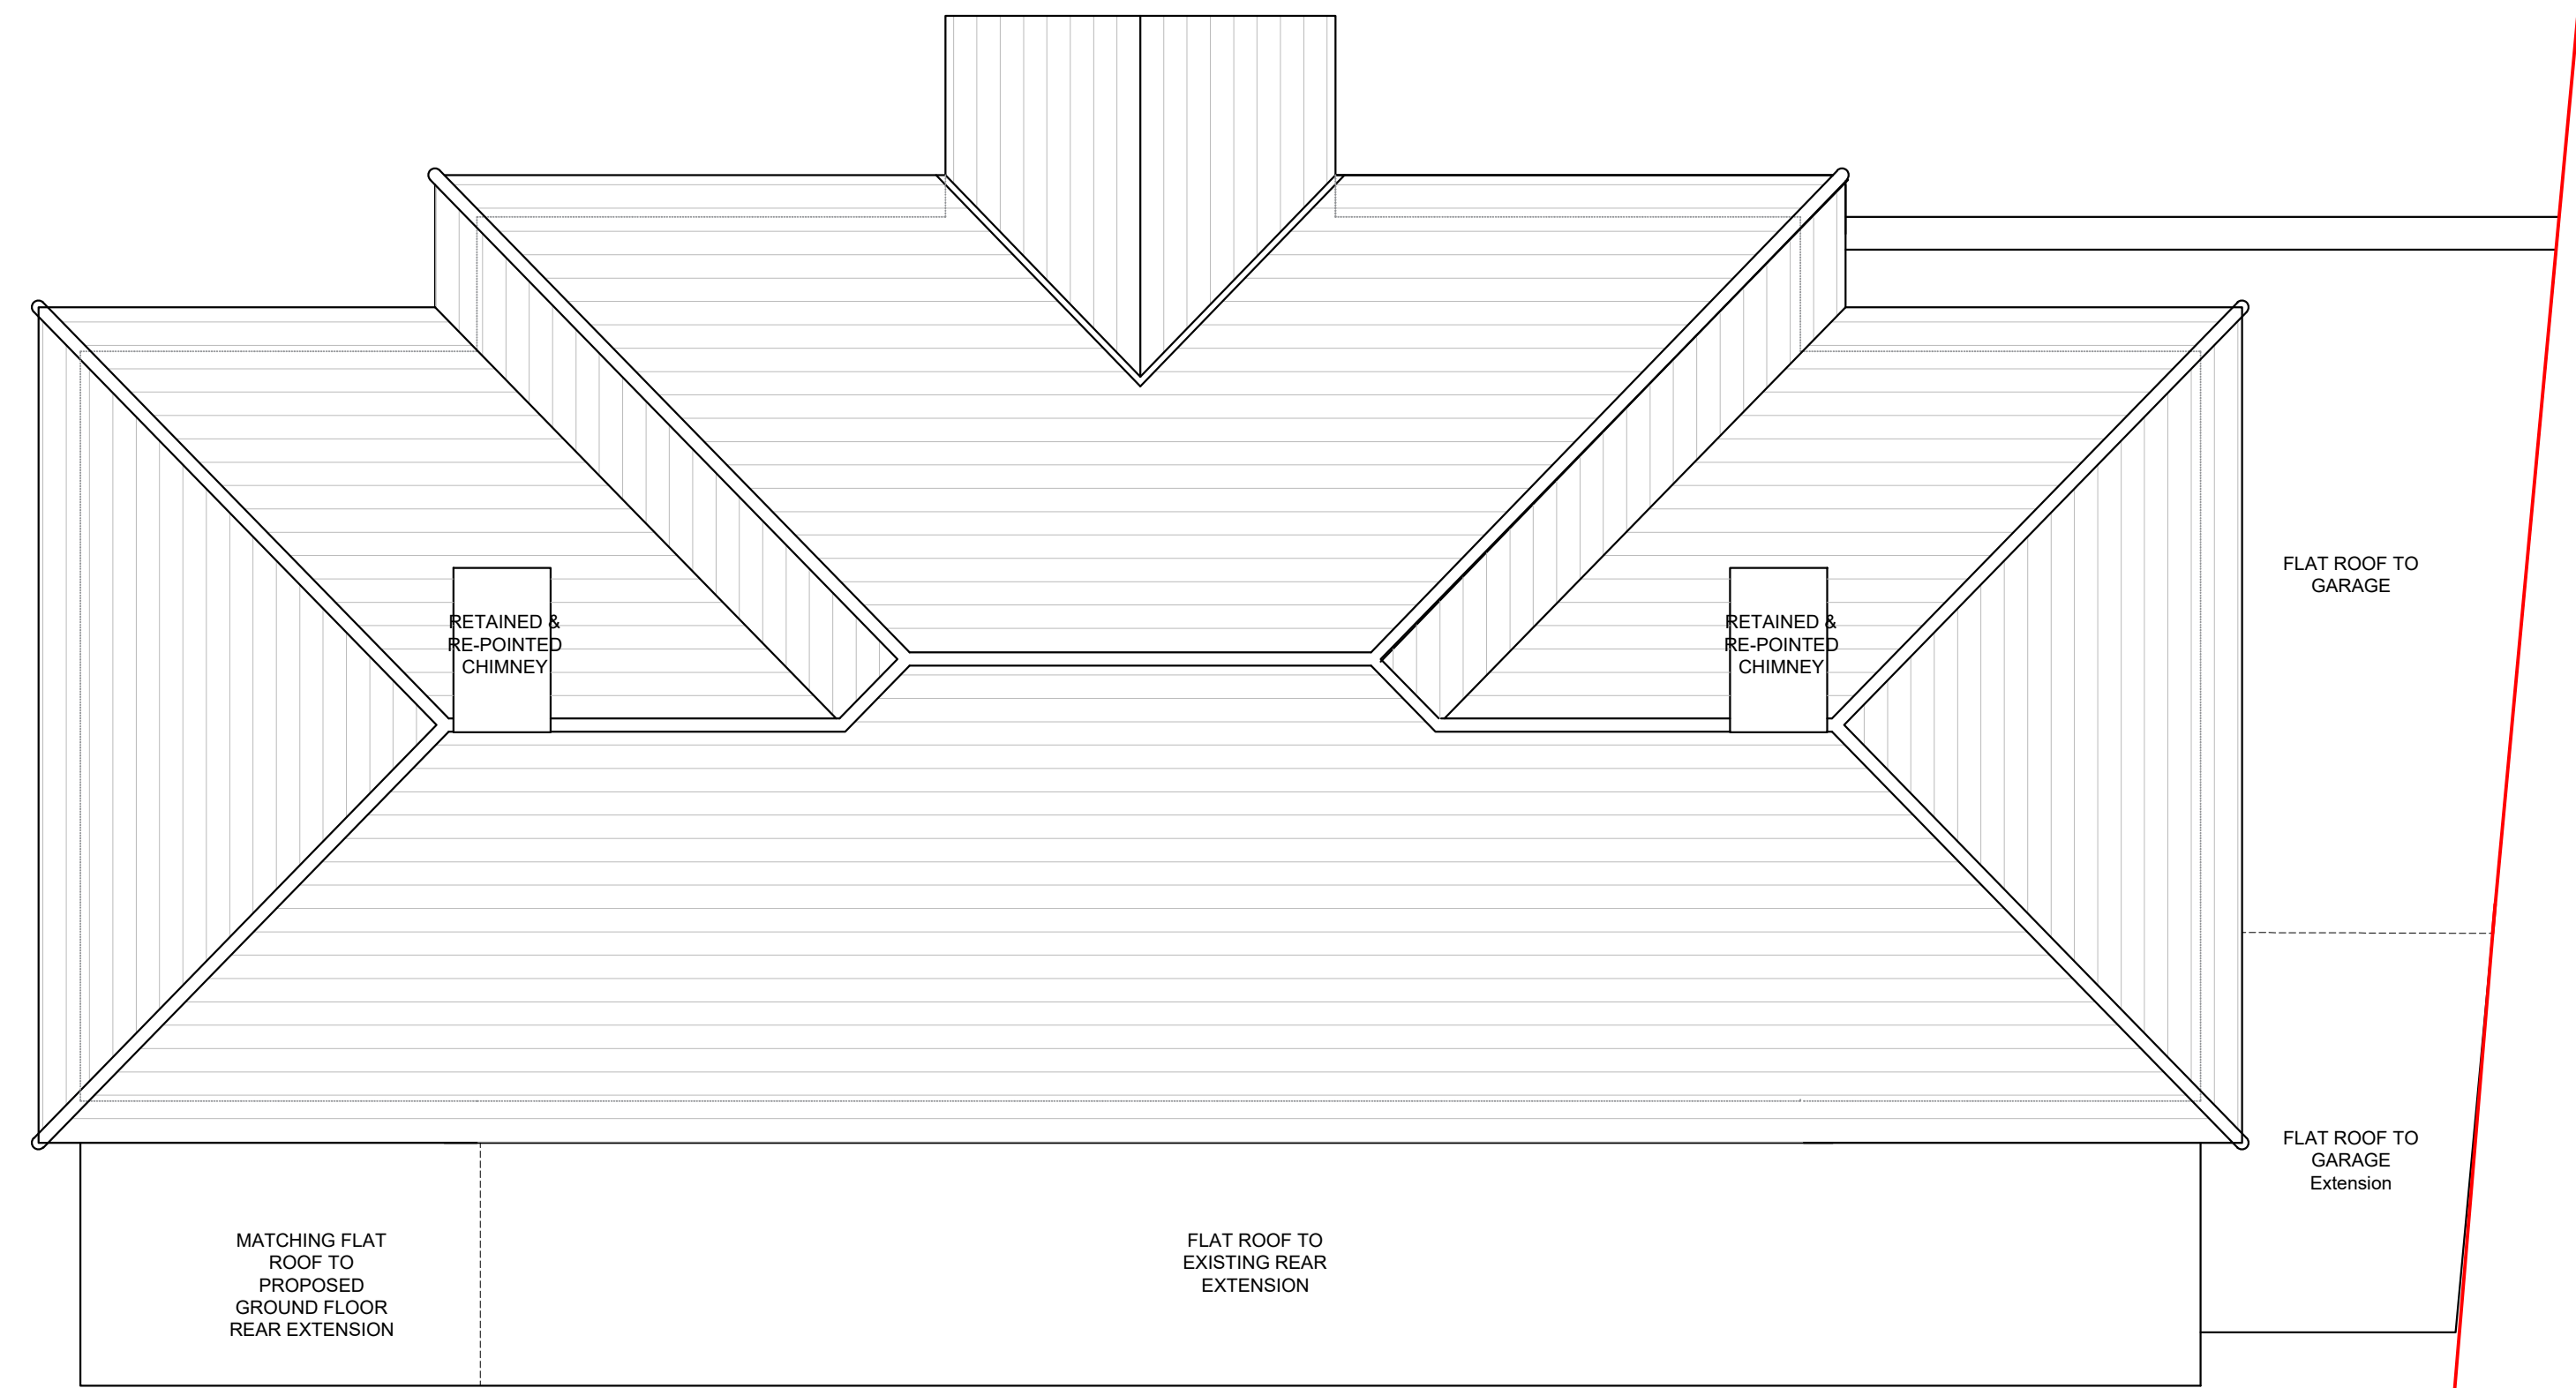 FLAT ROOF TO
GARAGE
RETAINED &
RE-POINTED
CHIMNEY
RETAINED &
RE-POINTED
CHIMNEY
FLAT ROOF TO
GARAGE
Extension
MATCHING FLAT
ROOF TO
PROPOSED
GROUND FLOOR
REAR EXTENSION
FLAT ROOF TO
EXISTING REAR
EXTENSION